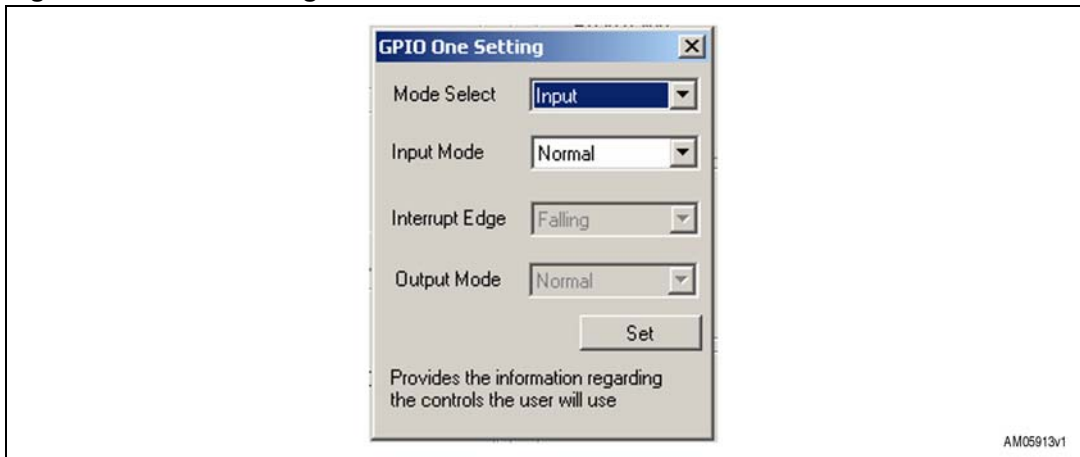 GPIO One Setting
Mode Select Input
Input Mode Normal
Interrupt Edge Falling
Output Mode Normal
Set
Provides the information regarding
the controls the user will use
AM05913v1